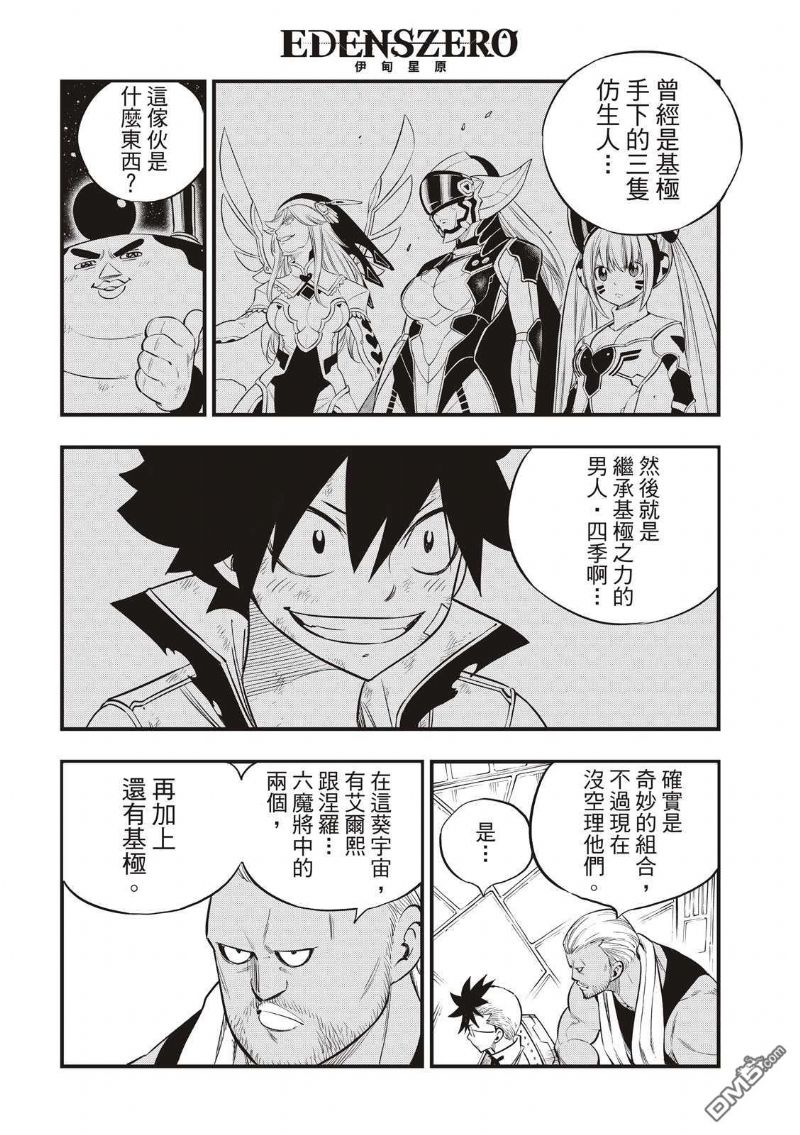 EDENSZERO
伊甸星原
曾經是基極
手下的三隻
仿生人…
這傢伙是
什麼東西？
然後就是
繼承基極之力的
男人・四季啊…
確實是
奇妙的組合，
不過現在
沒空理他們。
是…
在這葵宇宙，
有艾爾熙
跟涅羅…
六魔將中的
兩個，
再加上
還有基極。
DM5.COM